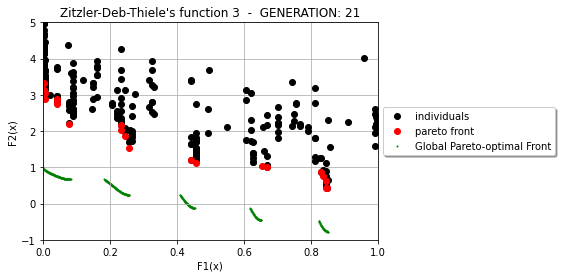 Zitzler-Deb-Thiele's function 3 - GENERATION: 21
5
4
3
2
1
0
−1
F2(x)
0.0 0.2 0.4 0.6 0.8 1.0
F1(x)
individuals
pareto front
Global Pareto-optimal Front